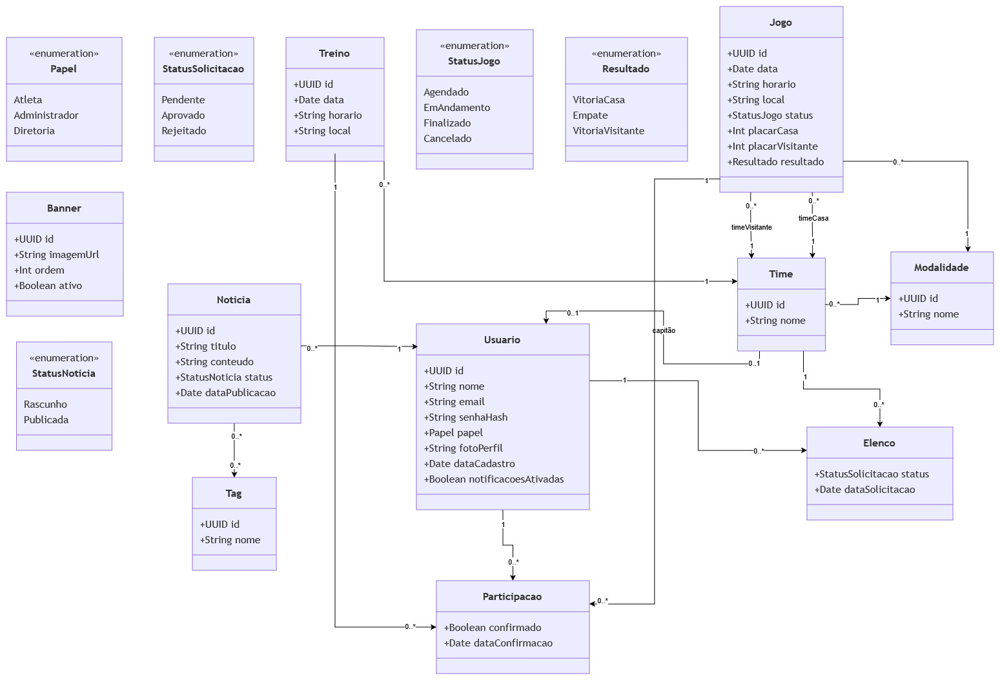 «enumeration»
Papel
Atleta
Administrador
Diretoria
«enumeration»
StatusSolicitacao
Pendente
Aprovado
Rejeitado
Treino
+UUID id
+Date data
+String horario
+String local
«enumeration»
StatusJogo
Agendado
EmAndamento
Finalizado
Cancelado
«enumeration»
Resultado
VitoriaCasa
Empate
VitoriaVisitante
Jogo
+UUID id
+Date data
+String horario
+String local
+StatusJogo status
+Int placarCasa
+Int placarVisitante
+Resultado resultado
0..*
1
1
0..*
1
0..*
0..*
timeVisitante
timeCasa
1
1
1
Banner
+UUID id
+String imagemUrl
+Int ordem
+Boolean ativo
Time
+UUID id
+String nome
Modalidade
+UUID id
+String nome
0..*
1
1
Noticia
+UUID id
+String titulo
+String conteudo
+StatusNoticia status
+Date dataPublicacao
0..*
1
0..1
capitão
0..1
«enumeration»
StatusNoticia
Rascunho
Publicada
Usuario
+UUID id
+String nome
+String email
+String senhaHash
+Papel papel
+String fotoPerfil
+Date dataCadastro
+Boolean notificacoesAtivadas
1
0..*
1
0..*
Elenco
+StatusSolicitacao status
+Date dataSolicitacao
0..*
0..*
Tag
+UUID id
+String nome
1
0..*
Participacao
+Boolean confirmado
+Date dataConfirmacao
0..*
0..*